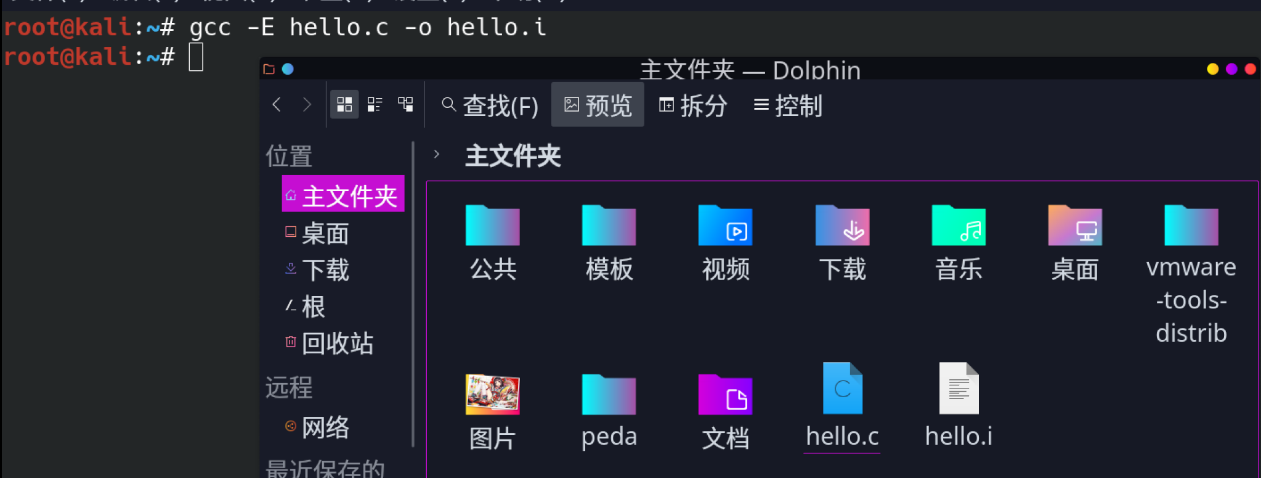 root@kali:~# gcc -E hello.c -o hello.i
root@kali:~#
主文件夹 — Dolphin
查找(F) 预览 拆分 控制
位置
主文件夹
桌面
下载
根
回收站
远程
网络
最近保存的
主文件夹
公共 模板 视频 下载 音乐 桌面 vmware
-tools-
distrib
图片 peda 文档 hello.c hello.i